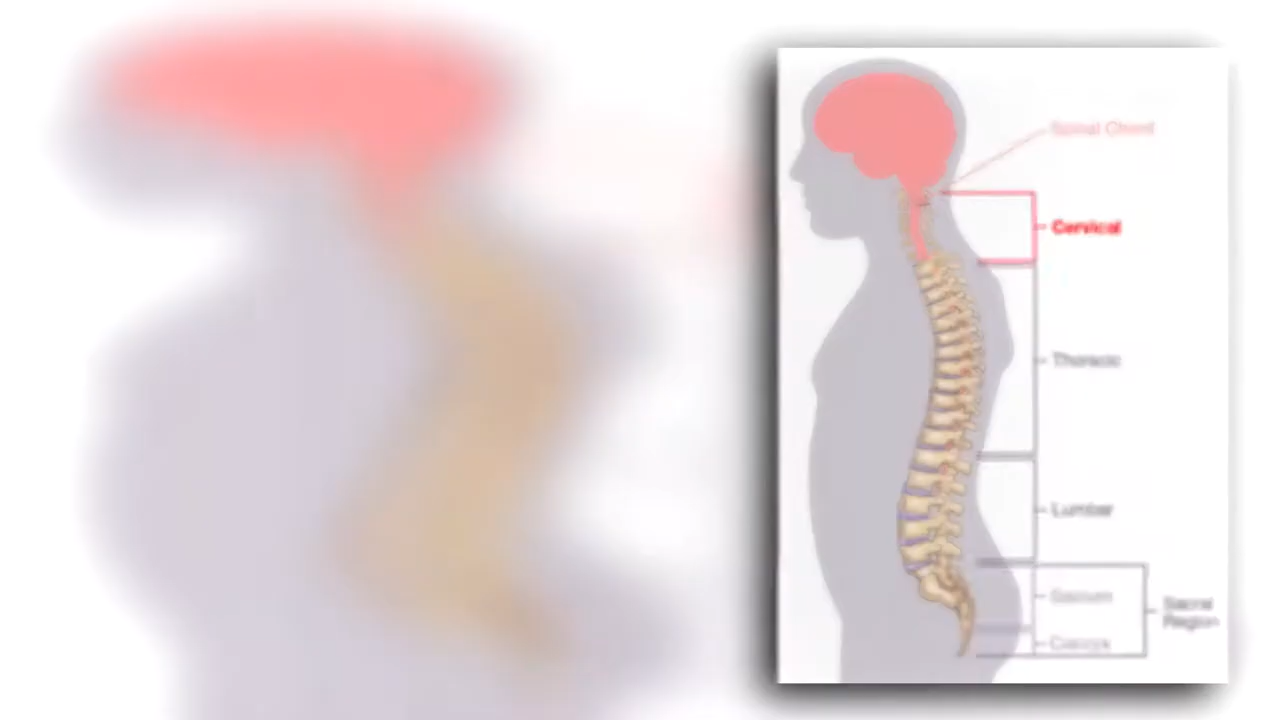 Spinal Chord
Cervical
Thoracic
Lumbar
Sacrum
Sacral
Region
Coccyx